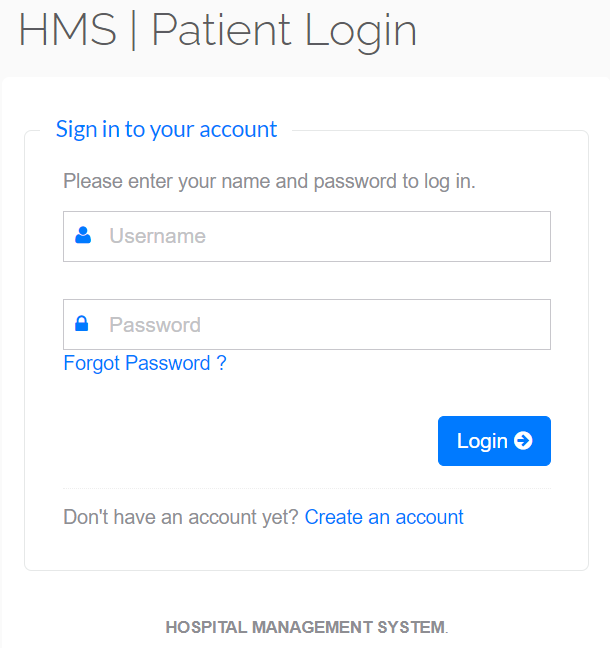 HMS | Patient Login
Sign in to your account
Please enter your name and password to log in.
Username
Password
Forgot Password ?
Login
Don't have an account yet? Create an account
HOSPITAL MANAGEMENT SYSTEM.